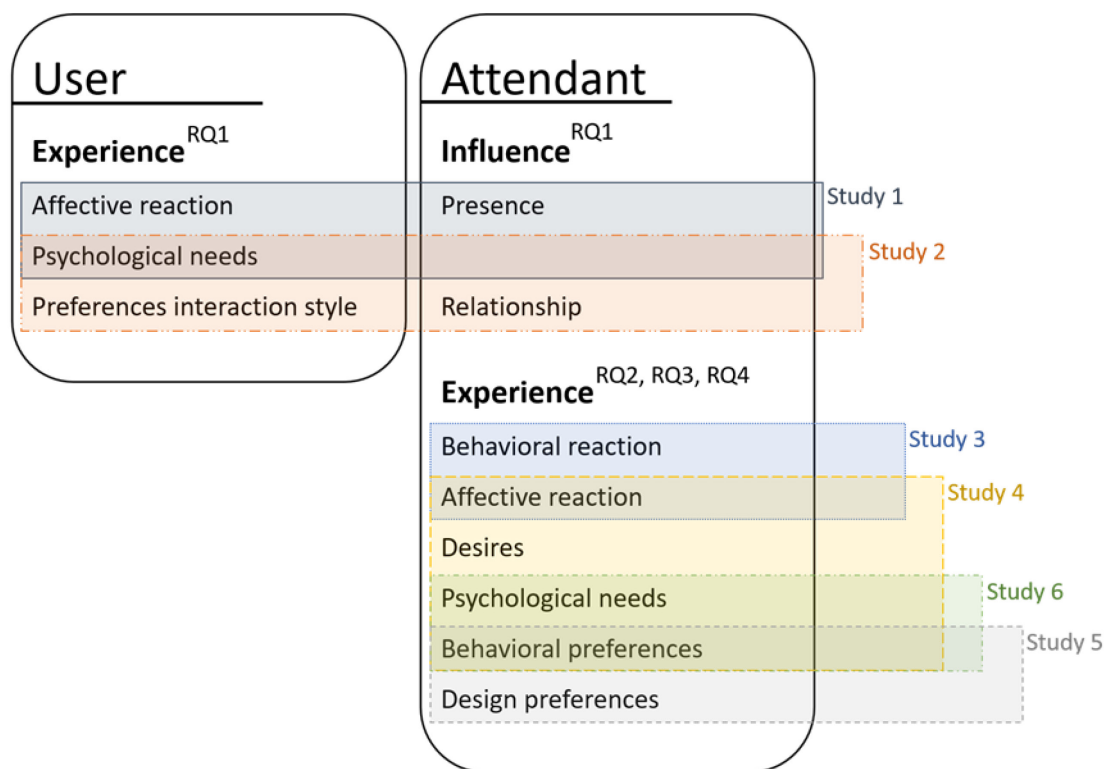 User
Experience RQ1
Affective reaction
Psychological needs
Preferences interaction style
Attendant
Influence RQ1
Presence
Relationship
Experience RQ2, RQ3, RQ4
Behavioral reaction
Affective reaction
Desires
Psychological needs
Behavioral preferences
Design preferences
Study 1
Study 2
Study 3
Study 4
Study 6
Study 5